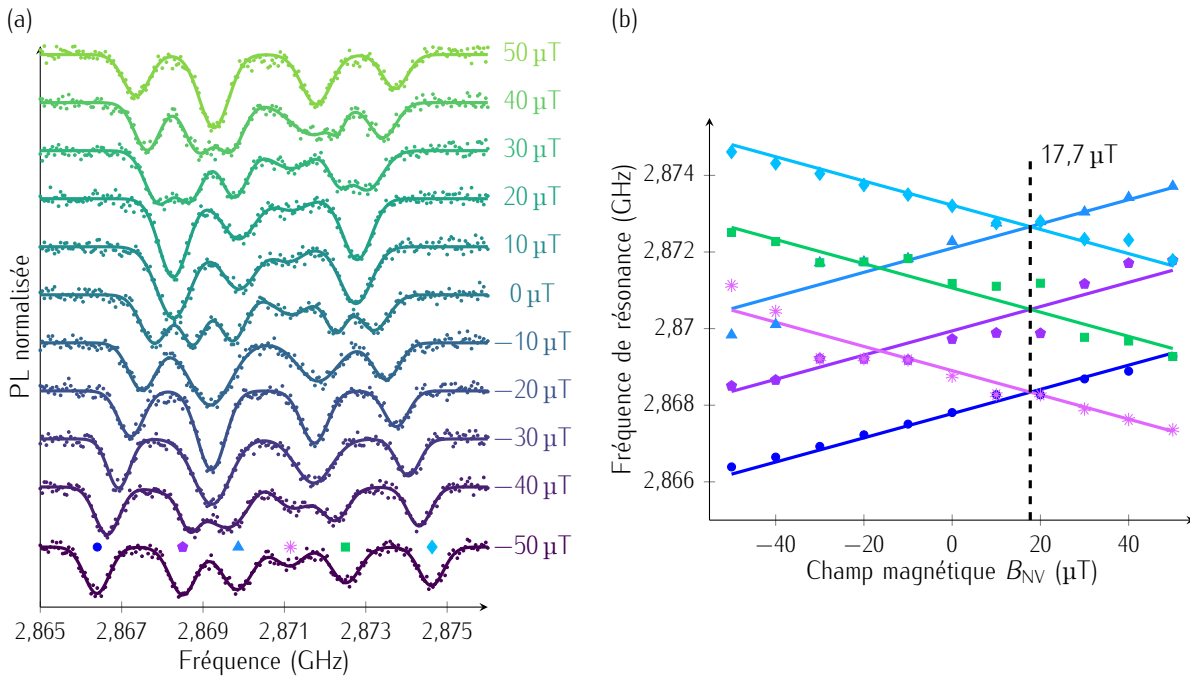 (a)
50 µT
40 µT
30 µT
20 µT
10 µT
0 µT
−10 µT
−20 µT
−30 µT
−40 µT
−50 µT
PL normalisée
2,865 2,867 2,869 2,871 2,873 2,875
Fréquence (GHz)
(b)
17,7 µT
2,874
2,872
2,87
2,868
2,866
Fréquence de résonance (GHz)
−40 −20 0 20 40
Champ magnétique B_NV (µT)